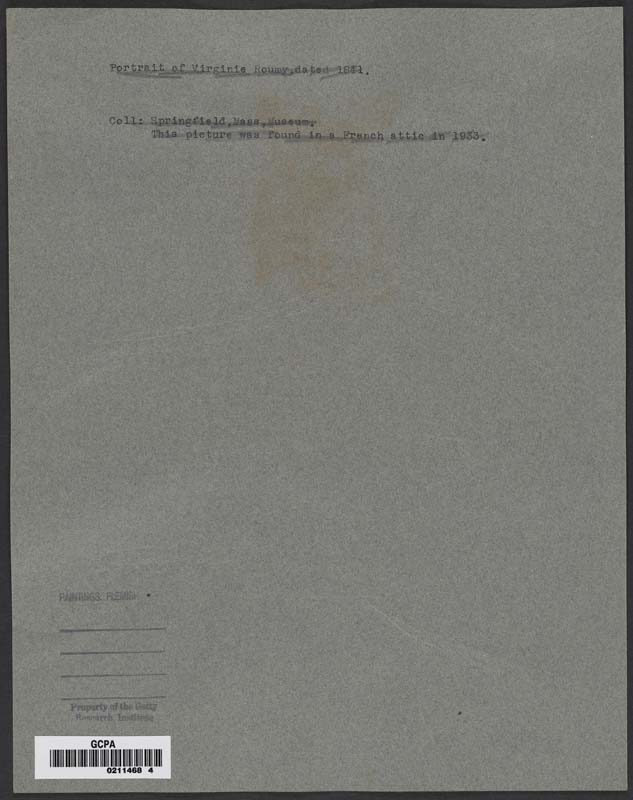 Portrait of Virginie Houmy,dated 1831.
Coll: Springfield,Mass,Museum.
This picture was found in a French attic in 1933.
PAINTINGS, FLEMISH
Property of the Getty
Research Institute
GCPA
0211468 4